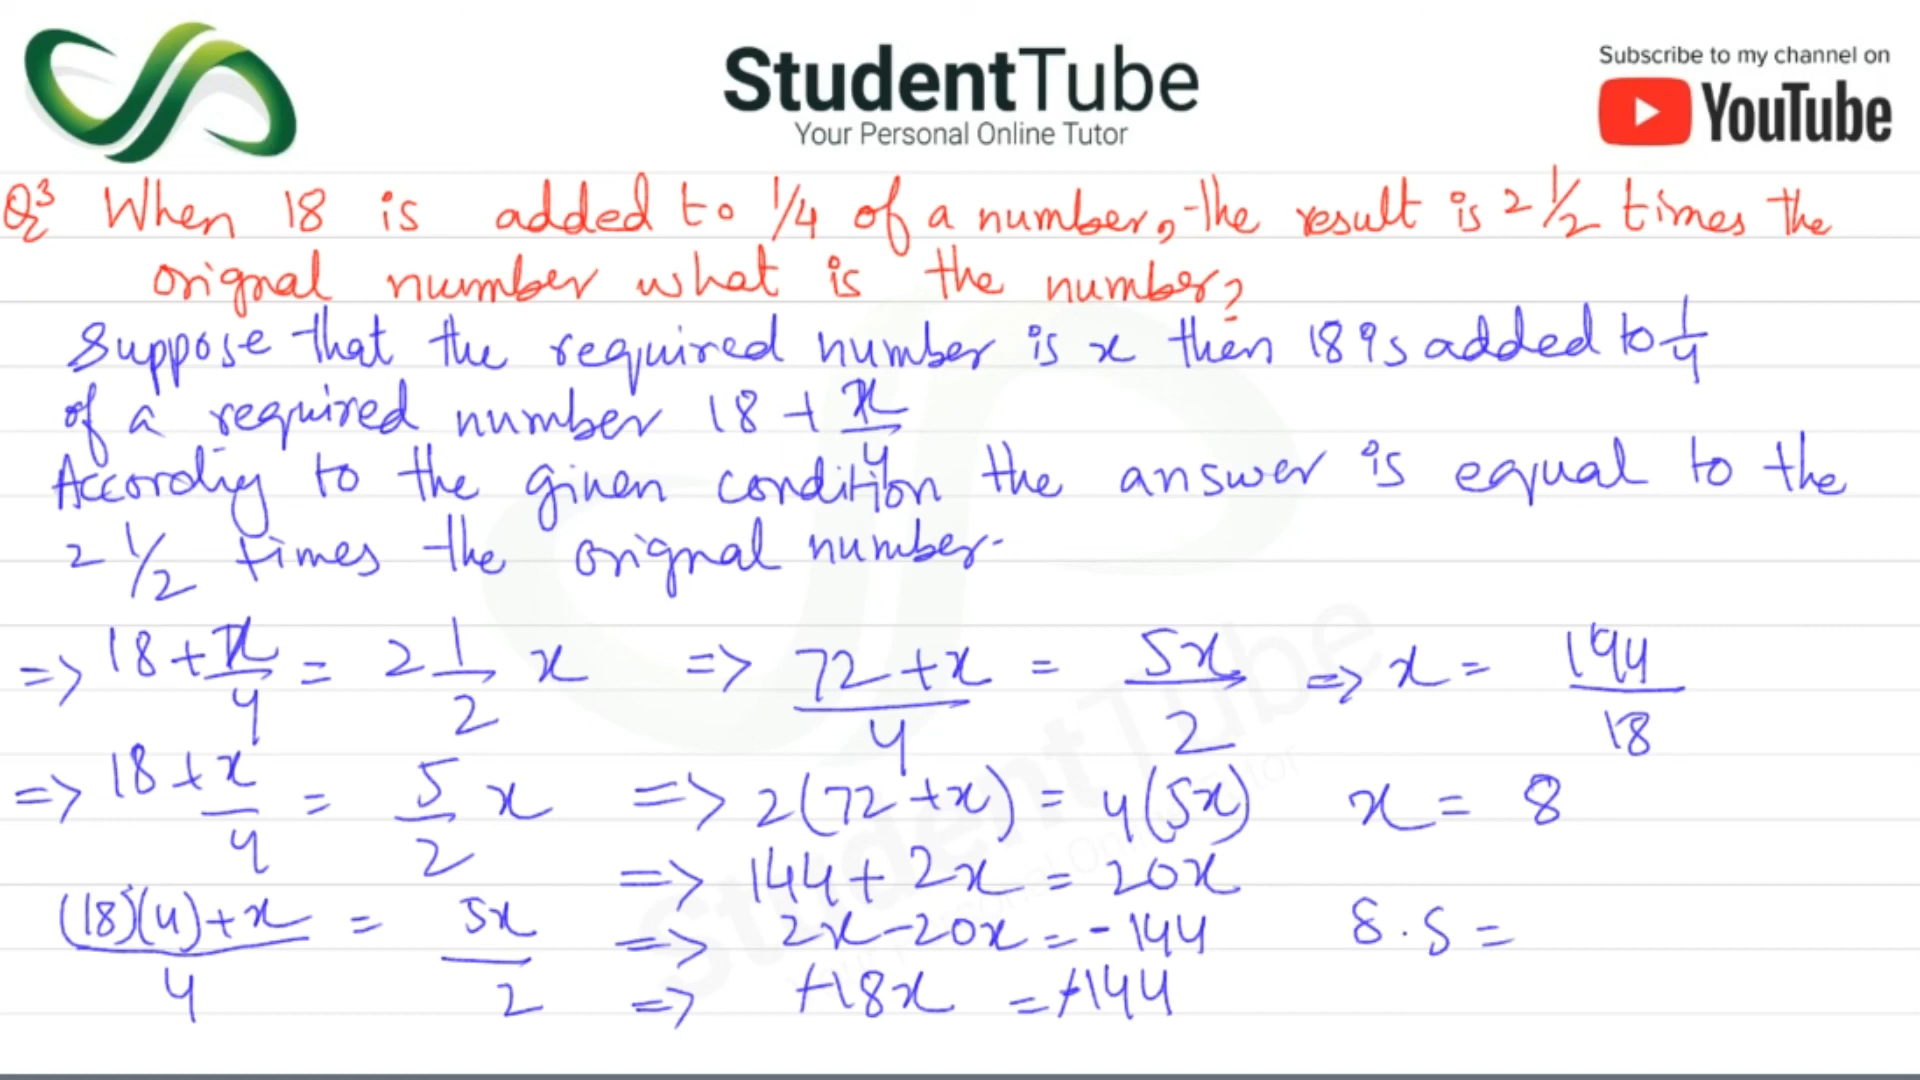 StudentTube
Your Personal Online Tutor
Subscribe to my channel on
YouTube
Q3 When 18 is added to 1/4 of a number, the result is 2 1/2 times the
orignal number what is the number?
Suppose that the required number is x then 18 is added to 1/4
of a required number 18 + x/4
Accordig to the given condition the answer is equal to the
2 1/2 times the orignal number.
=> 18 + x/4 = 2 1/2 x => 72 + x/4 = 5x/2 => x = 144/18
=> 18 + x/4 = 5/2 x => 2(72 + x) = 4(5x) x = 8
=> 144 + 2x = 20x
(18)(4) + x/4 = 5x/2 => 2x - 20x = - 144 S . S =
=> -18x = -144
StudentTube